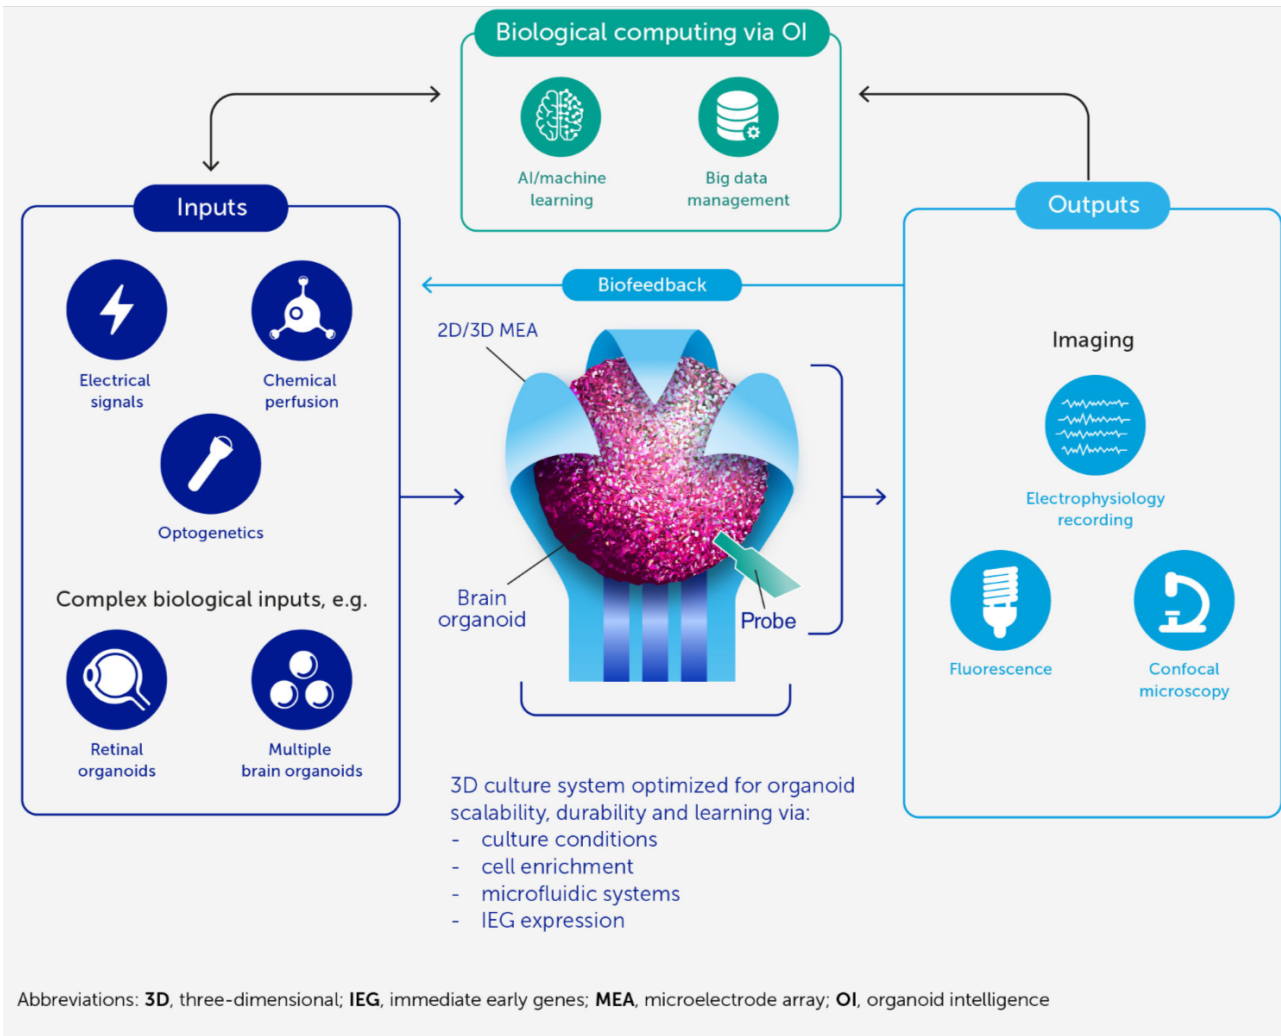 Biological computing via OI
AI/machine
learning
Big data
management
Inputs
Electrical
signals
Chemical
perfusion
Optogenetics
Complex biological inputs, e.g.
Retinal
organoids
Multiple
brain organoids
Biofeedback
2D/3D MEA
Brain
organoid
Probe
3D culture system optimized for organoid
scalability, durability and learning via:
- culture conditions
- cell enrichment
- microfluidic systems
- IEG expression
Outputs
Imaging
Electrophysiology
recording
Fluorescence
Confocal
microscopy
Abbreviations: 3D, three-dimensional; IEG, immediate early genes; MEA, microelectrode array; OI, organoid intelligence